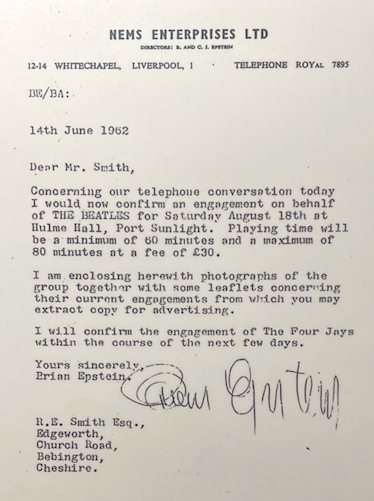 NEMS ENTERPRISES LTD
DIRECTORS: B. AND C. J. EPSTEIN
12-14 WHITECHAPEL, LIVERPOOL, 1 · TELEPHONE ROYAL 7895
BE/BA:
14th June 1962
Dear Mr. Smith,
Concerning our telephone conversation today
I would now confirm an engagement on behalf
of THE BEATLES for Saturday August 18th at
Hulme Hall, Port Sunlight. Playing time will
be a minimum of 60 minutes and a maximum of
80 minutes at a fee of £30.
I am enclosing herewith photographs of the
group together with some leaflets concerning
their current engagements from which you may
extract copy for advertising.
I will confirm the engagement of The Four Jays
within the course of the next few days.
Yours sincerely,
Brian Epstein.
Brian Epstein
R.E. Smith Esq.,
Edgeworth,
Church Road,
Bebington,
Cheshire.